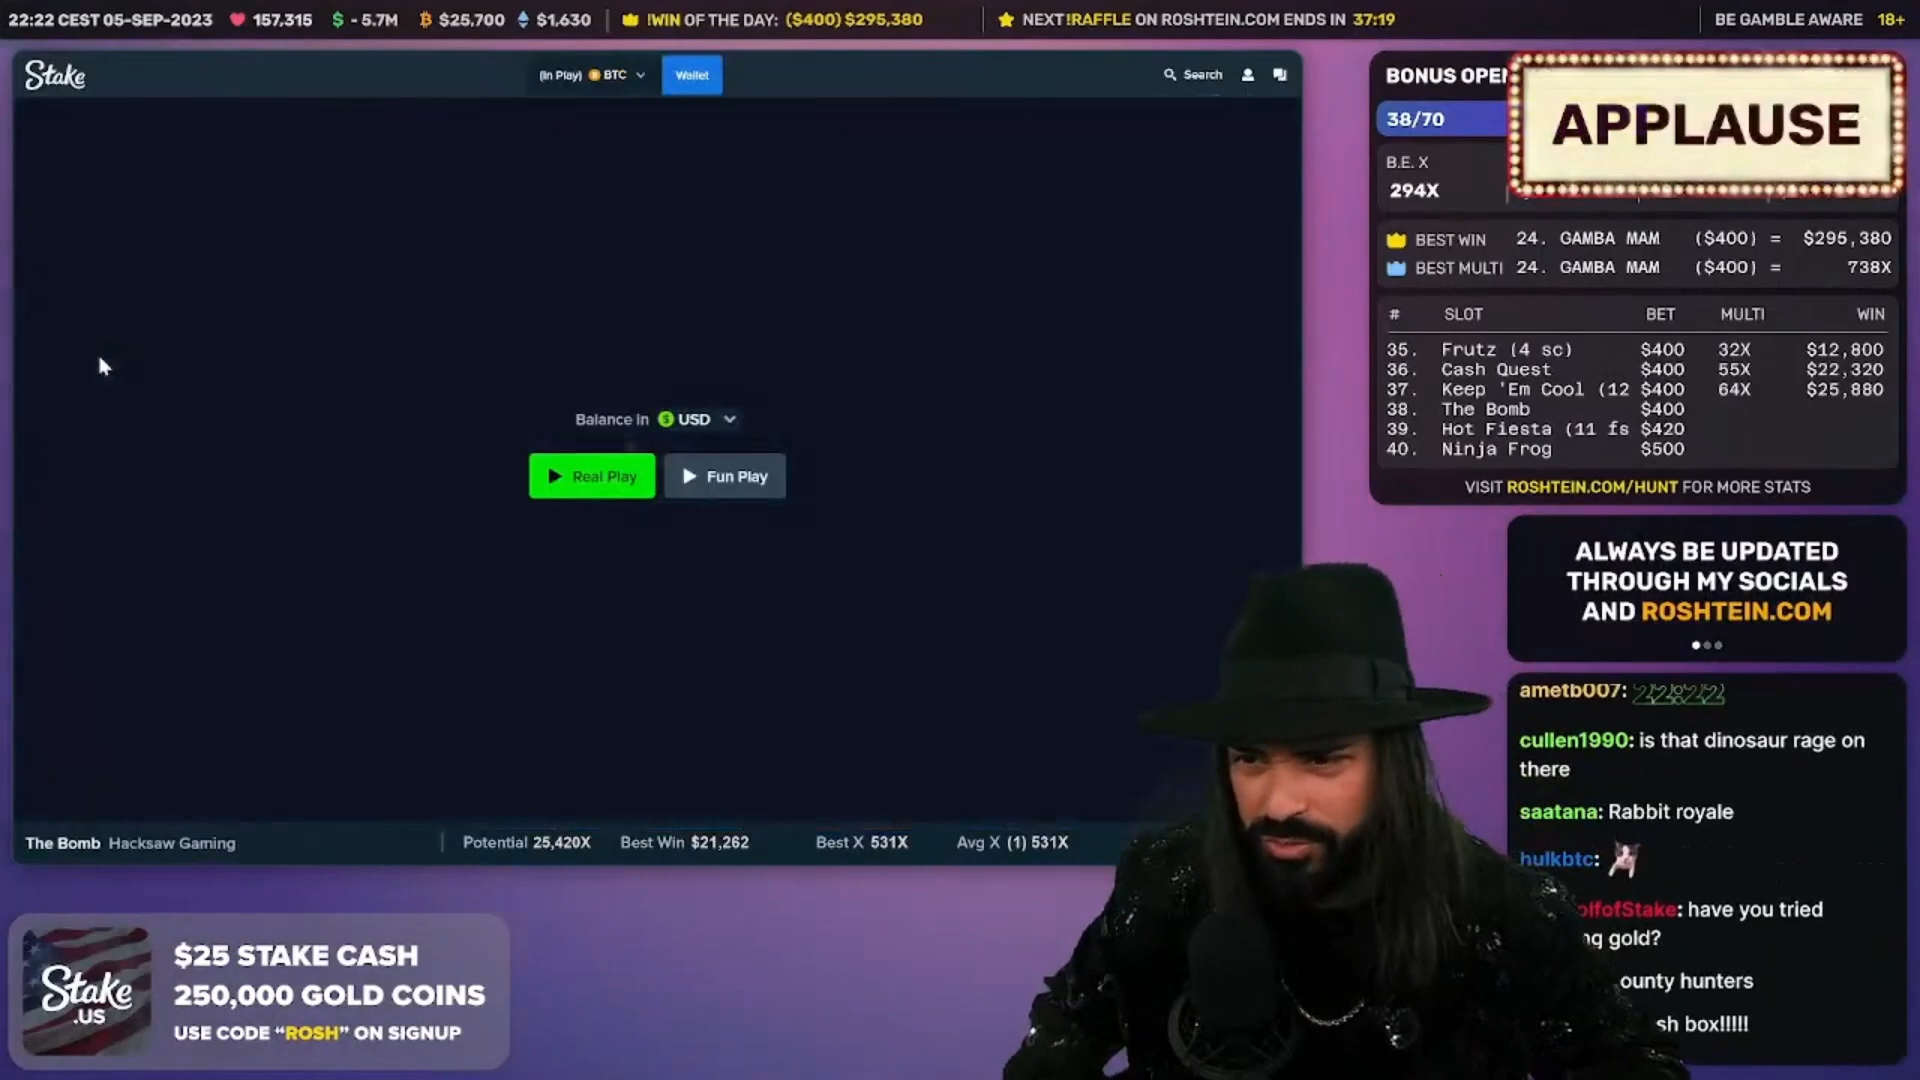 22:22 CEST 05-SEP-2023 157,315 $ - 5.7M $25,700 $1,630 !WIN OF THE DAY: ($400) $295,380 NEXT !RAFFLE ON ROSHTEIN.COM ENDS IN 37:19 BE GAMBLE AWARE 18+
Stake (In Play) BTC Wallet Search
Balance in USD
Real Play Fun Play
The Bomb Hacksaw Gaming Potential 25,420X Best Win $21,262 Best X 531X Avg X (1) 531X
Stake
.US
$25 STAKE CASH
250,000 GOLD COINS
USE CODE “ROSH” ON SIGNUP
BONUS OPEN
APPLAUSE
38/70
B.E. X
294X
BEST WIN 24. GAMBA MAM ($400) = $295,380
BEST MULTI 24. GAMBA MAM ($400) = 738X
# SLOT BET MULTI WIN
35. Frutz (4 sc) $400 32X $12,800
36. Cash Quest $400 55X $22,320
37. Keep 'Em Cool (12 $400 64X $25,880
38. The Bomb $400
39. Hot Fiesta (11 fs $420
40. Ninja Frog $500
VISIT ROSHTEIN.COM/HUNT FOR MORE STATS
ALWAYS BE UPDATED
THROUGH MY SOCIALS
AND ROSHTEIN.COM
ametb007:
cullen1990: is that dinosaur rage on
there
saatana: Rabbit royale
hulkbtc:
olfofStake: have you tried
ng gold?
ounty hunters
sh box!!!!!